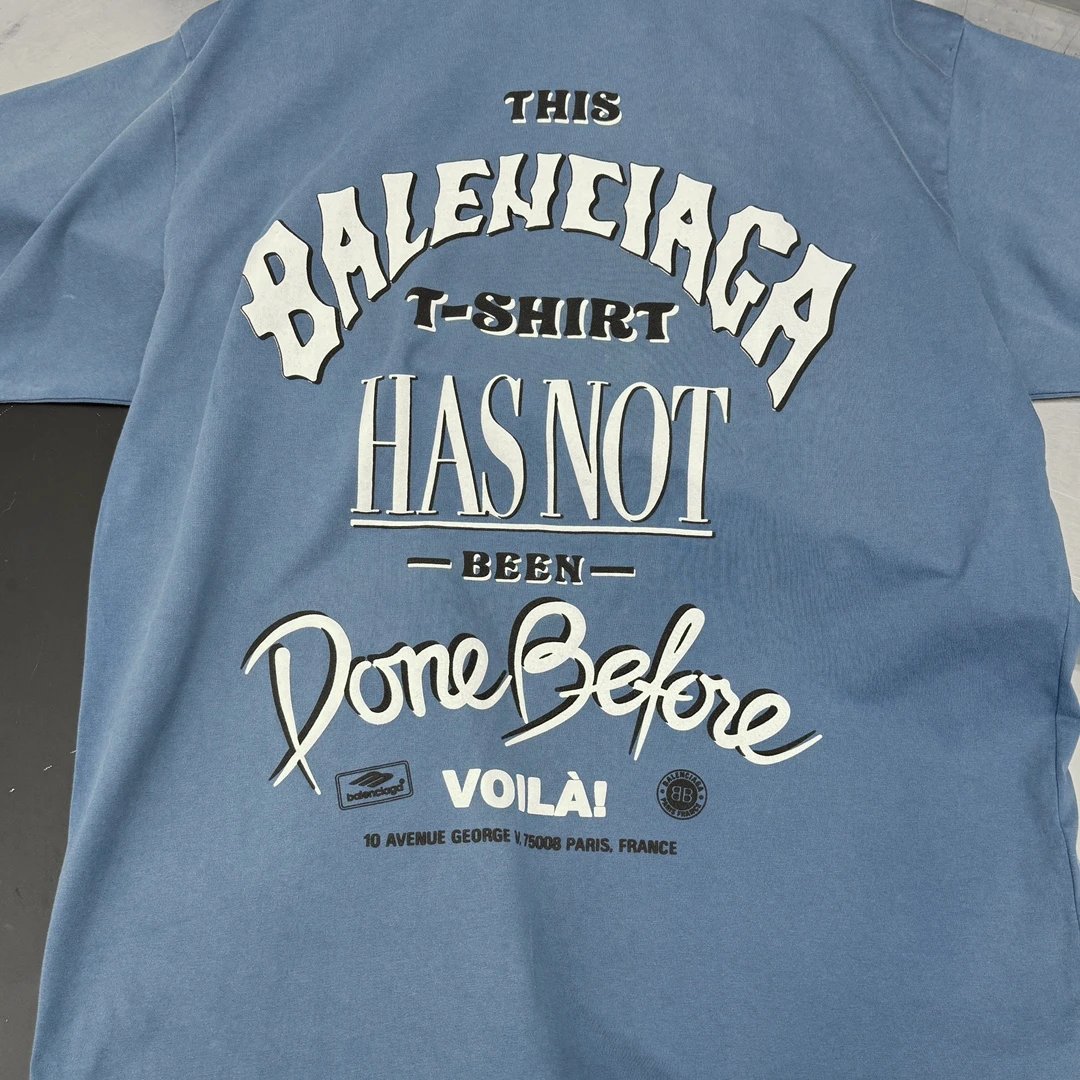 THIS
BALENCIAGA
T-SHIRT
HAS NOT
— BEEN —
Done Before
balenciaga
VOILÀ!
BALENCIAGA
BB
PARIS FRANCE
10 AVENUE GEORGE V, 75008 PARIS, FRANCE